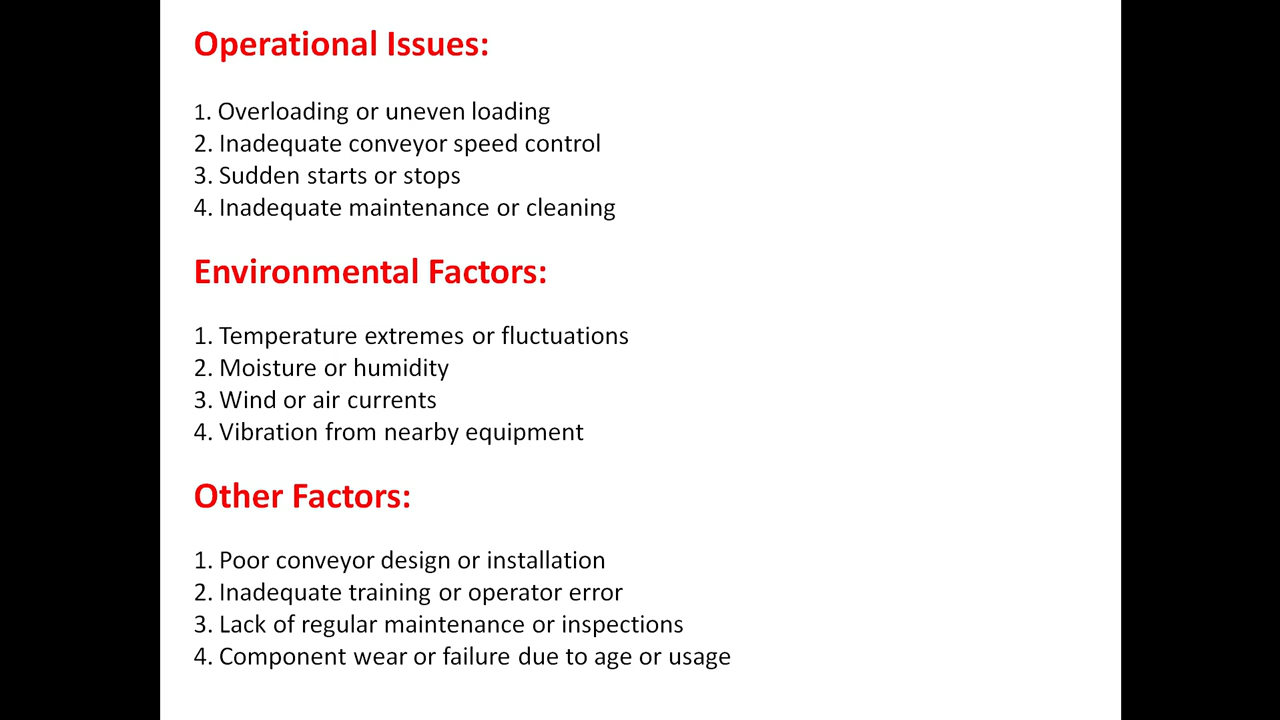 Operational Issues:
1. Overloading or uneven loading
2. Inadequate conveyor speed control
3. Sudden starts or stops
4. Inadequate maintenance or cleaning
Environmental Factors:
1. Temperature extremes or fluctuations
2. Moisture or humidity
3. Wind or air currents
4. Vibration from nearby equipment
Other Factors:
1. Poor conveyor design or installation
2. Inadequate training or operator error
3. Lack of regular maintenance or inspections
4. Component wear or failure due to age or usage